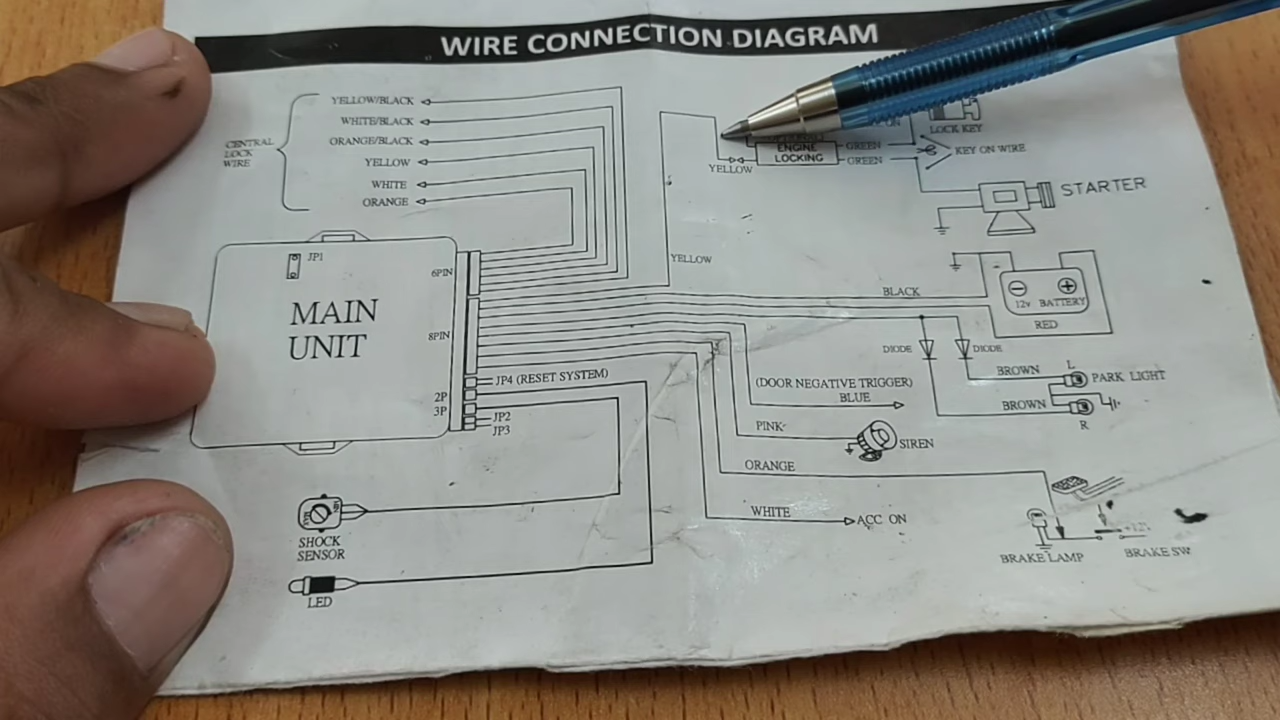 WIRE CONNECTION DIAGRAM
CENTRAL
LOCK
WIRE
YELLOW/BLACK
WHITE/BLACK
ORANGE/BLACK
YELLOW
WHITE
ORANGE
ON
LOCK KEY
ENGINE
LOCKING
GREEN
GREEN
KEY ON WIRE
YELLOW
STARTER
YELLOW
JP1
MAIN
UNIT
6PIN
8PIN
2P
3P
JP4 (RESET SYSTEM)
JP2
JP3
BLACK
12v BATTERY
RED
DIODE
DIODE
BROWN
L
PARK LIGHT
BROWN
R
(DOOR NEGATIVE TRIGGER)
BLUE
PINK
SIREN
ORANGE
WHITE
ACC ON
+12V
BRAKE LAMP
BRAKE SW
SHOCK
SENSOR
LED